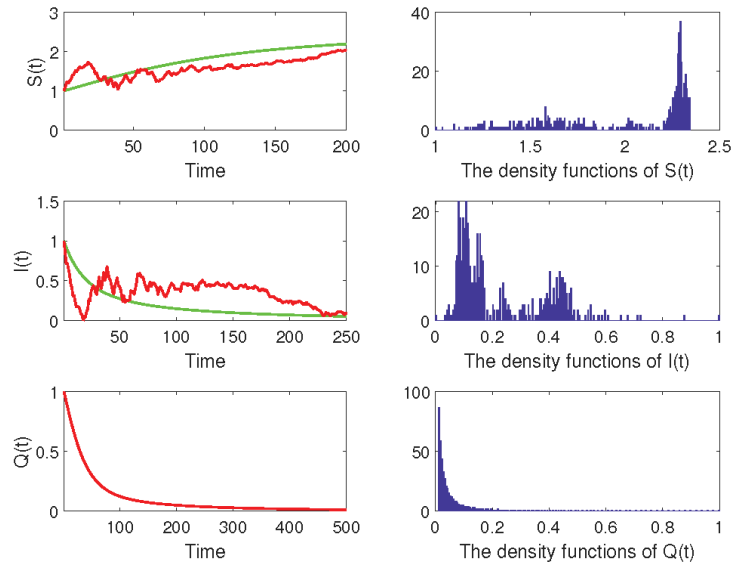 3
2
1
0
S(t)
50 100 150 200
Time
40
20
0
1 1.5 2 2.5
The density functions of S(t)
1.5
1
0.5
0
I(t)
50 100 150 200 250
Time
20
10
0
0 0.2 0.4 0.6 0.8 1
The density functions of I(t)
1
0.5
0
Q(t)
100 200 300 400 500
Time
100
50
0
0 0.2 0.4 0.6 0.8 1
The density functions of Q(t)